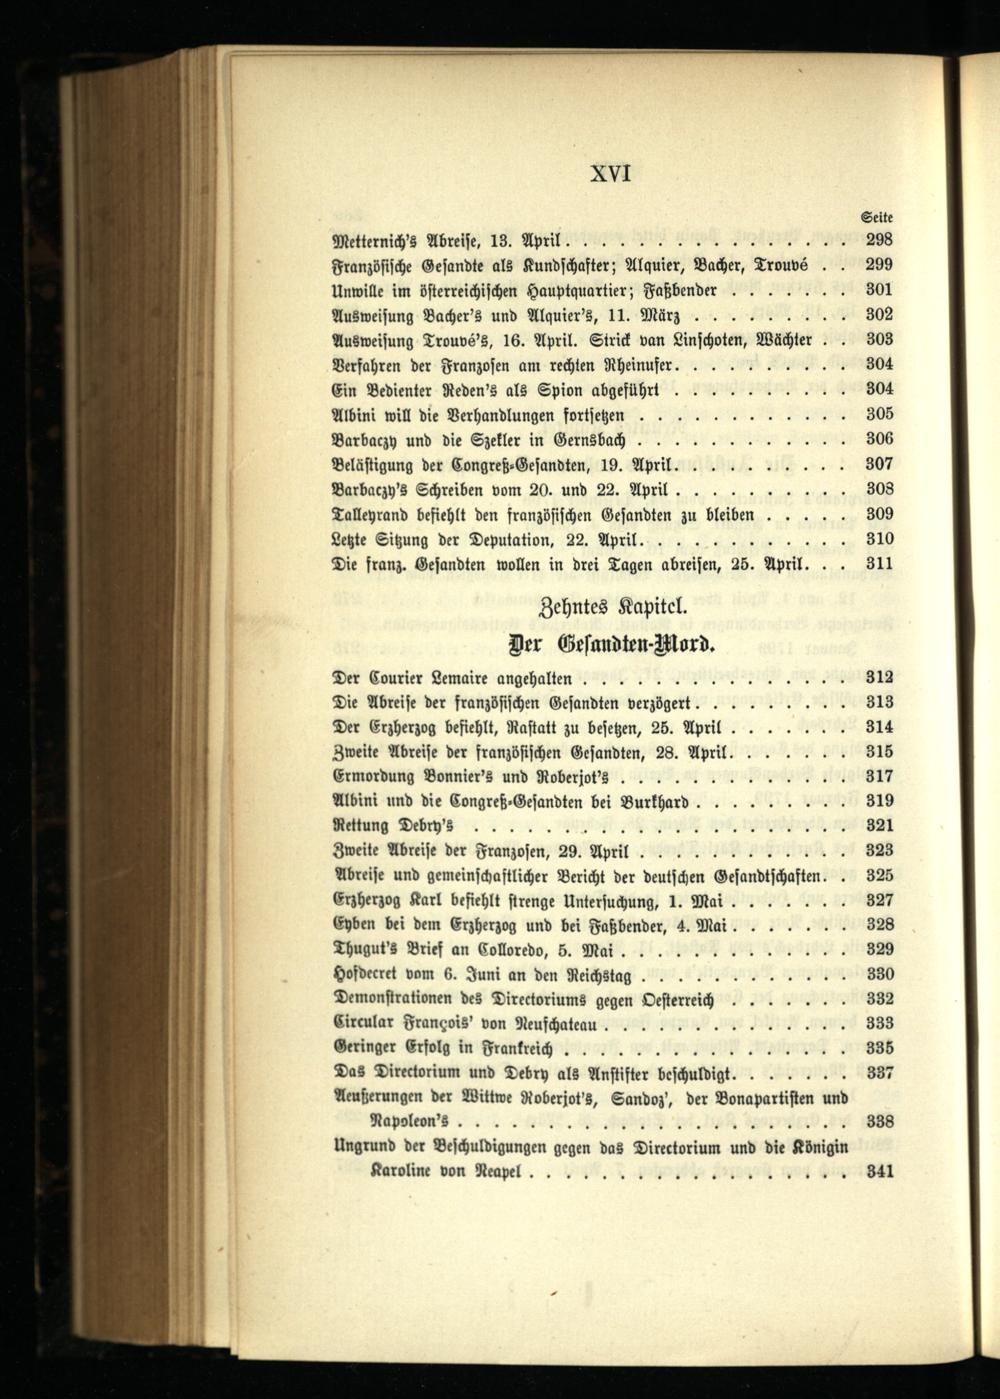 XVI
Seite
Metternich's Abreise, 13. April . . . . . . . . . . . . . . . . 298
Französische Gesandte als Kundschafter; Alquier, Bacher, Trouvé . . 299
Unwille im österreichischen Hauptquartier; Faßbender . . . . . . . 301
Ausweisung Bacher's und Alquier's, 11. März . . . . . . . . . 302
Ausweisung Trouvé's, 16. April. Strick van Linschoten, Wächter . . 303
Verfahren der Franzosen am rechten Rheinufer . . . . . . . . . . 304
Ein Bedienter Reden's als Spion abgeführt . . . . . . . . . . 304
Albini will die Verhandlungen fortsetzen . . . . . . . . . . . . 305
Barbaczy und die Szekler in Gernsbach . . . . . . . . . . . . 306
Belästigung der Congreß-Gesandten, 19. April . . . . . . . . . . 307
Barbaczy's Schreiben vom 20. und 22. April . . . . . . . . . . 308
Talleyrand befiehlt den französischen Gesandten zu bleiben . . . . . 309
Letzte Sitzung der Deputation, 22. April . . . . . . . . . . . . 310
Die franz. Gesandten wollen in drei Tagen abreisen, 25. April . . . 311
Zehntes Kapitel.
Der Gesandten-Mord.
Der Courier Lemaire angehalten . . . . . . . . . . . . . . . 312
Die Abreise der französischen Gesandten verzögert . . . . . . . . . 313
Der Erzherzog befiehlt, Rastatt zu besetzen, 25. April . . . . . . . 314
Zweite Abreise der französischen Gesandten, 28. April . . . . . . . 315
Ermordung Bonnier's und Roberjot's . . . . . . . . . . . . . 317
Albini und die Congreß-Gesandten bei Burkhard . . . . . . . . . 319
Rettung Debry's . . . . . . . . . . . . . . . . . . . . . 321
Zweite Abreise der Franzosen, 29. April . . . . . . . . . . . . 323
Abreise und gemeinschaftlicher Bericht der deutschen Gesandtschaften . . 325
Erzherzog Karl befiehlt strenge Untersuchung, 1. Mai . . . . . . . 327
Eyben bei dem Erzherzog und bei Faßbender, 4. Mai . . . . . . . 328
Thugut's Brief an Colloredo, 5. Mai . . . . . . . . . . . . . 329
Hofdecret vom 6. Juni an den Reichstag . . . . . . . . . . . . 330
Demonstrationen des Directoriums gegen Oesterreich . . . . . . . 332
Circular François' von Neufchateau . . . . . . . . . . . . . . 333
Geringer Erfolg in Frankreich . . . . . . . . . . . . . . . . 335
Das Directorium und Debry als Anstifter beschuldigt . . . . . . . 337
Aeußerungen der Wittwe Roberjot's, Sandoz', der Bonapartisten und
Napoleon's . . . . . . . . . . . . . . . . . . . . . . 338
Ungrund der Beschuldigungen gegen das Directorium und die Königin
Karoline von Neapel . . . . . . . . . . . . . . . . . . 341